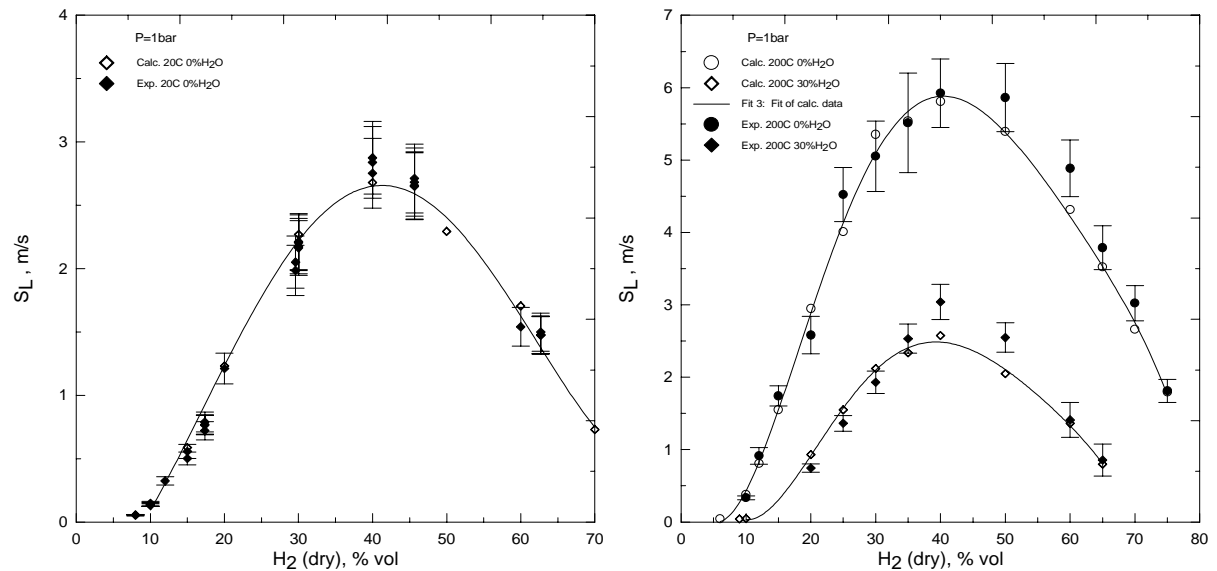 P=1bar
Calc. 20C 0%H2O
Exp. 20C 0%H2O
4
3
2
1
0
SL , m/s
0 10 20 30 40 50 60 70
H2 (dry), % vol
P=1bar
Calc. 200C 0%H2O
Calc. 200C 30%H2O
Fit 3: Fit of calc. data
Exp. 200C 0%H2O
Exp. 200C 30%H2O
7
6
5
4
3
2
1
0
SL , m/s
0 10 20 30 40 50 60 70 80
H2 (dry), % vol